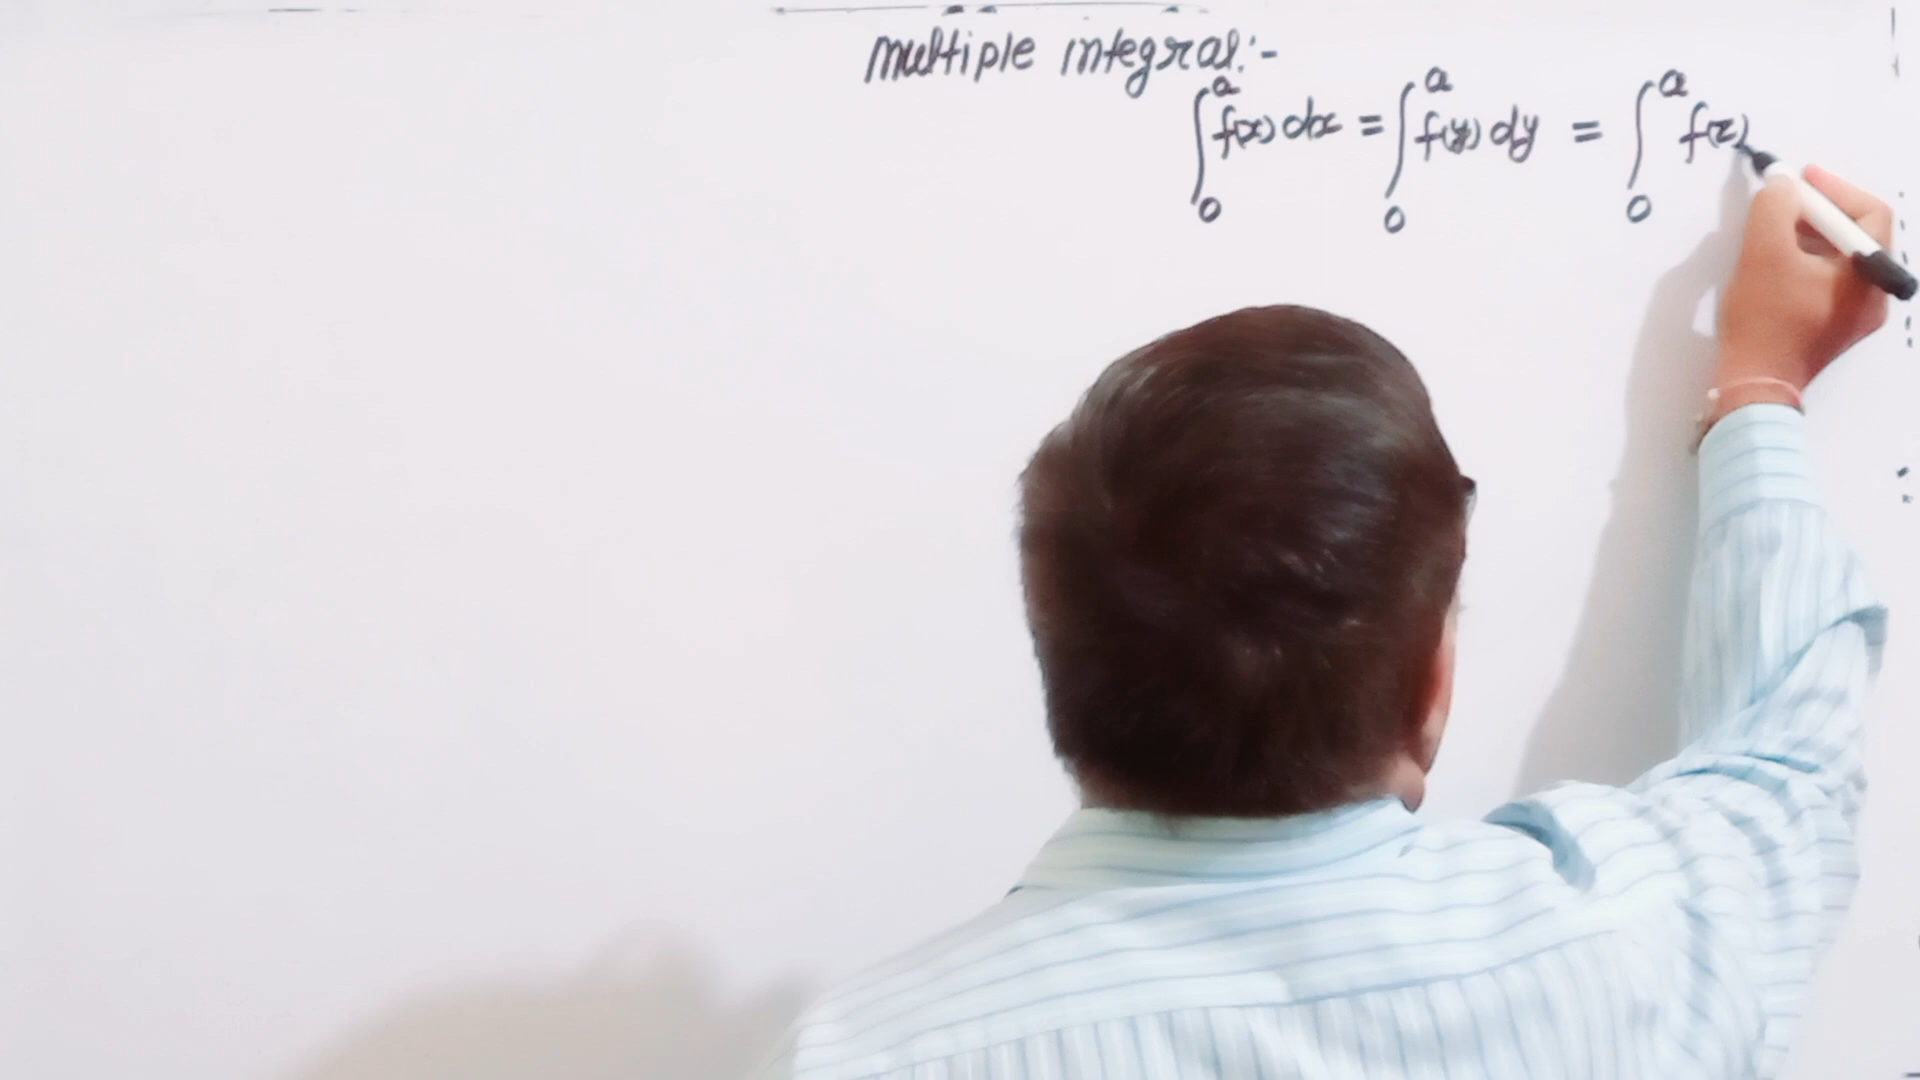 multiple integral:-
∫₀ᵃ f(x) dx = ∫₀ᵃ f(y) dy = ∫₀ᵃ f(z)